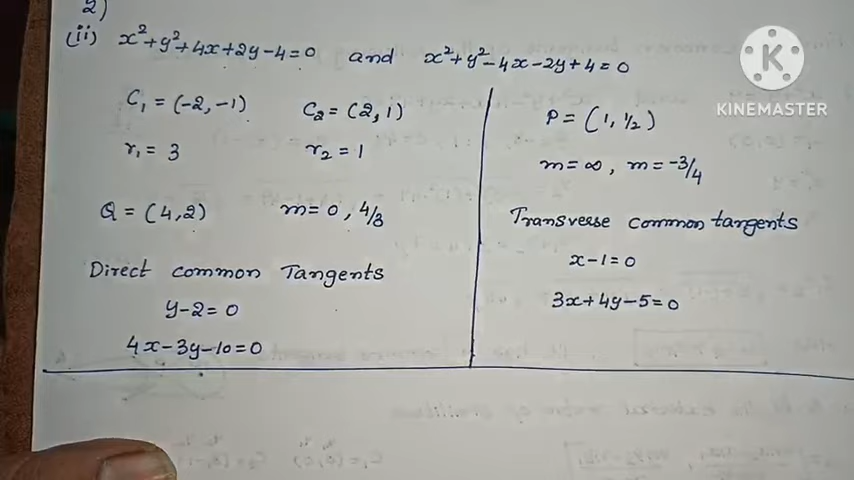 2)
(ii) x²+y²+4x+2y-4=0 and x²+y²-4x-2y+4=0
C₁ = (-2,-1) C₂ = (2,1)
r₁ = 3 r₂ = 1
Q = (4,2) m = 0, 4/3
Direct common Tangents
y-2=0
4x-3y-10=0
P = (1, 1/2)
m = ∞, m = -3/4
Transverse common tangents
x-1=0
3x+4y-5=0
KINEMASTER